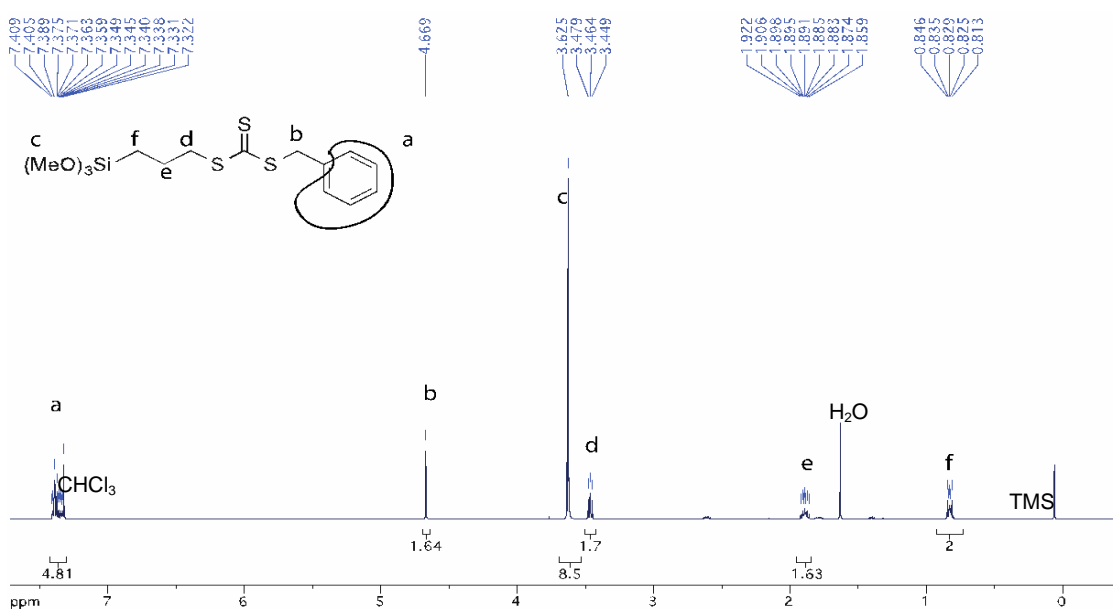 7.409 7.405 7.389 7.375 7.371 7.363 7.359 7.349 7.345 7.340 7.338 7.331 7.322 4.669 3.625 3.479 3.464 3.449 1.922 1.906 1.898 1.895 1.891 1.885 1.883 1.874 1.859 0.846 0.835 0.829 0.825 0.813
S
c f d b a
(MeO)3Si e S S
c
a b d e H2O f
CHCl3 TMS
4.81 1.64 8.5 1.7 1.63 2
ppm 7 6 5 4 3 2 1 0